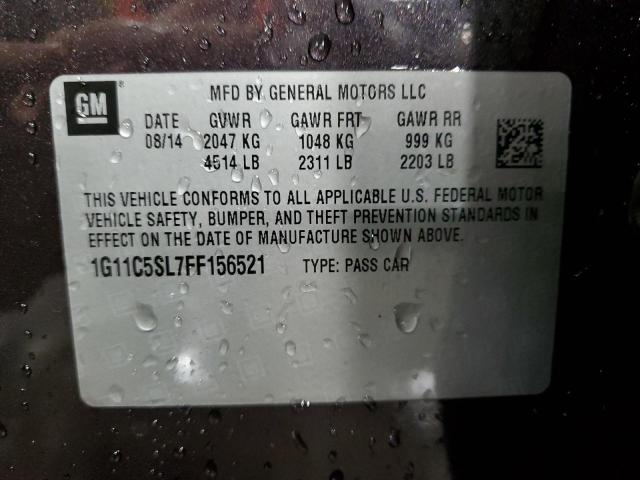 GM
MFD BY GENERAL MOTORS LLC
DATE GVWR GAWR FRT GAWR RR
08/14 2047 KG 1048 KG 999 KG
4514 LB 2311 LB 2203 LB
THIS VEHICLE CONFORMS TO ALL APPLICABLE U.S. FEDERAL MOTOR
VEHICLE SAFETY, BUMPER, AND THEFT PREVENTION STANDARDS IN
EFFECT ON THE DATE OF MANUFACTURE SHOWN ABOVE.
1G11C5SL7FF156521 TYPE: PASS CAR